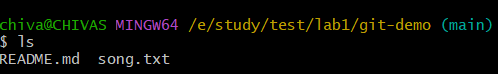 chiva@CHIVAS MINGW64 /e/study/test/lab1/git-demo (main)
$ ls
README.md  song.txt